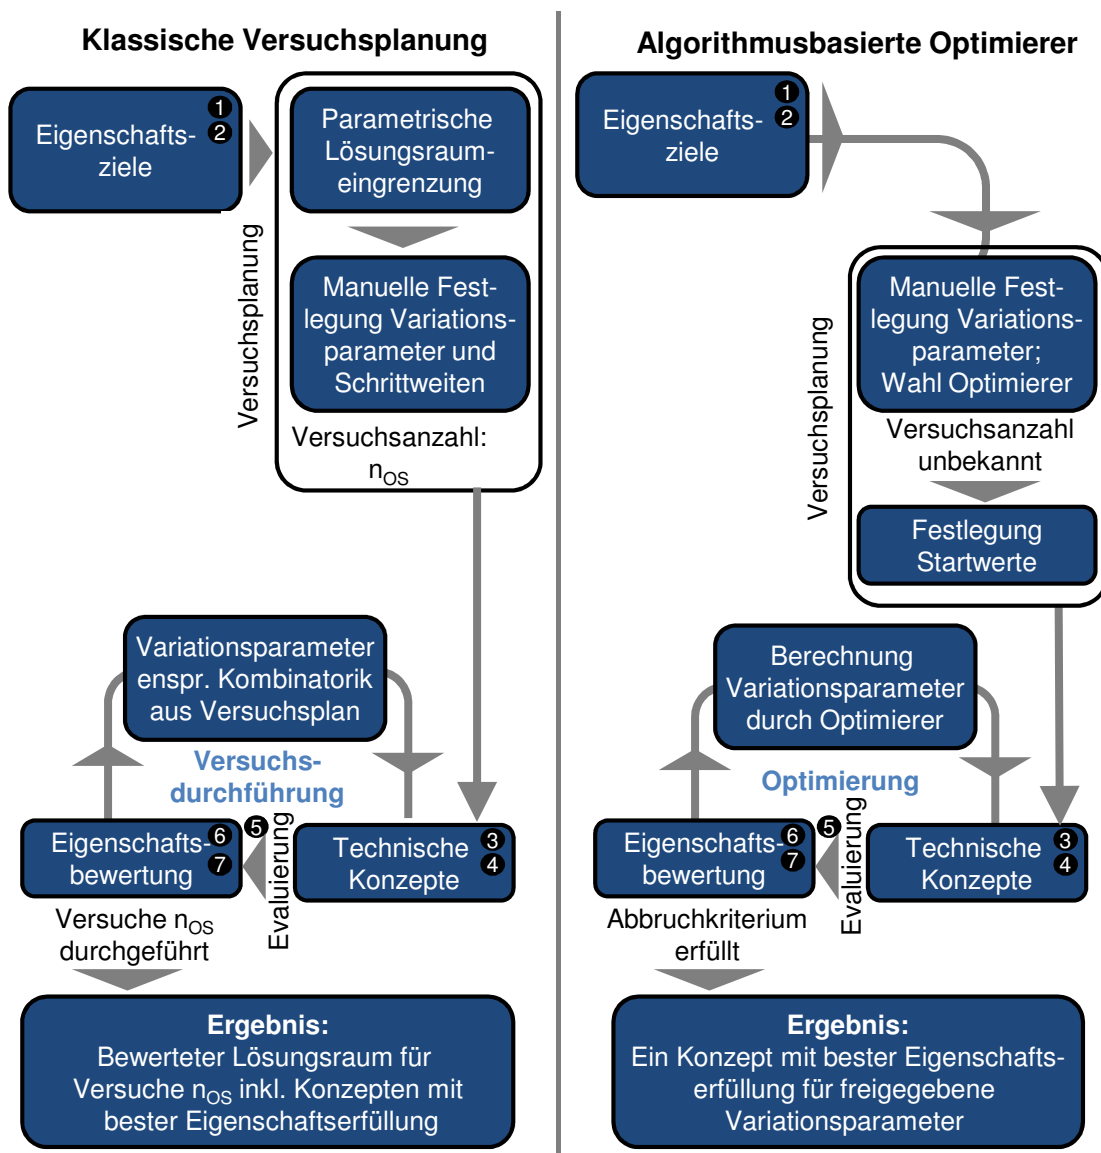 Klassische Versuchsplanung
Eigenschafts-
ziele
1
2
Parametrische
Lösungsraum-
eingrenzung
Versuchsplanung
Manuelle Fest-
legung Variations-
parameter und
Schrittweiten
Versuchsanzahl:
nOS
Variationsparameter
enspr. Kombinatorik
aus Versuchsplan
Versuchs-
durchführung
Eigenschafts-
bewertung
6
7
5
Evaluierung
Technische
Konzepte
3
4
Versuche nOS
durchgeführt
Ergebnis:
Bewerteter Lösungsraum für
Versuche nOS inkl. Konzepten mit
bester Eigenschaftserfüllung
Algorithmusbasierte Optimierer
Eigenschafts-
ziele
1
2
Versuchsplanung
Manuelle Fest-
legung Variations-
parameter;
Wahl Optimierer
Versuchsanzahl
unbekannt
Festlegung
Startwerte
Berechnung
Variationsparameter
durch Optimierer
Optimierung
Eigenschafts-
bewertung
6
7
5
Evaluierung
Technische
Konzepte
3
4
Abbruchkriterium
erfüllt
Ergebnis:
Ein Konzept mit bester Eigenschafts-
erfüllung für freigegebene
Variationsparameter